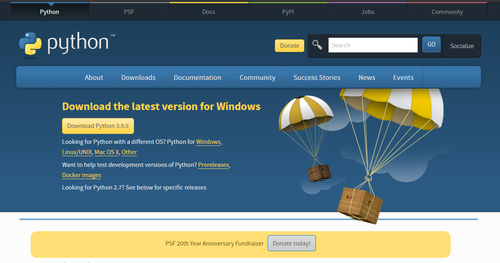 Python PSF Docs PyPI Jobs Community
python™
Donate Search GO Socialize
About Downloads Documentation Community Success Stories News Events
Download the latest version for Windows
Download Python 3.9.5
Looking for Python with a different OS? Python for Windows,
Linux/UNIX, Mac OS X, Other
Want to help test development versions of Python? Prereleases,
Docker images
Looking for Python 2.7? See below for specific releases
PSF 20th Year Anniversary Fundraiser Donate today!